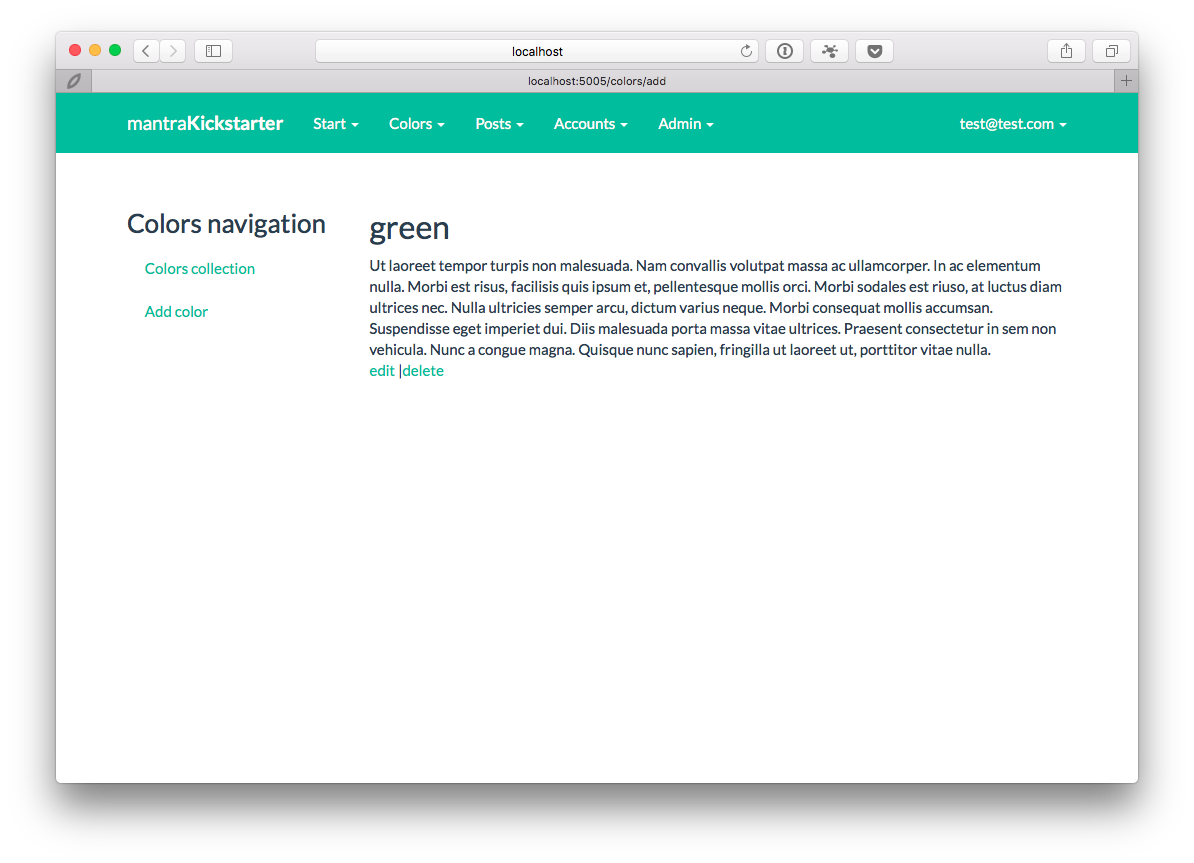 localhost
localhost:5005/colors/add
mantraKickstarter Start Colors Posts Accounts Admin test@test.com
Colors navigation
Colors collection
Add color
green
Ut laoreet tempor turpis non malesuada. Nam convallis volutpat massa ac ullamcorper. In ac elementum
nulla. Morbi est risus, facilisis quis ipsum et, pellentesque mollis orci. Morbi sodales est riuso, at luctus diam
ultrices nec. Nulla ultricies semper arcu, dictum varius neque. Morbi consequat mollis accumsan.
Suspendisse eget imperiet dui. Diis malesuada porta massa vitae ultrices. Praesent consectetur in sem non
vehicula. Nunc a congue magna. Quisque nunc sapien, fringilla ut laoreet ut, porttitor vitae nulla.
edit |delete